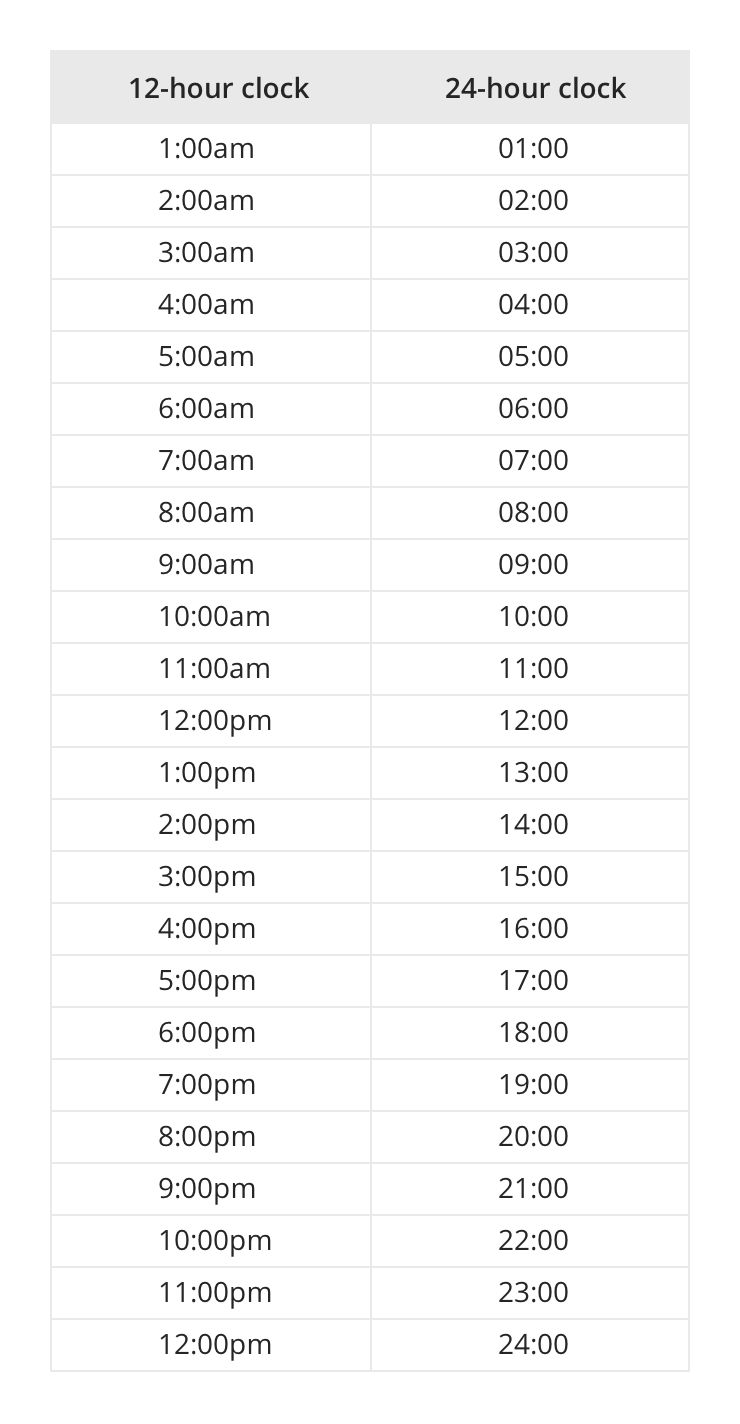 12-hour clock 24-hour clock
1:00am 01:00
2:00am 02:00
3:00am 03:00
4:00am 04:00
5:00am 05:00
6:00am 06:00
7:00am 07:00
8:00am 08:00
9:00am 09:00
10:00am 10:00
11:00am 11:00
12:00pm 12:00
1:00pm 13:00
2:00pm 14:00
3:00pm 15:00
4:00pm 16:00
5:00pm 17:00
6:00pm 18:00
7:00pm 19:00
8:00pm 20:00
9:00pm 21:00
10:00pm 22:00
11:00pm 23:00
12:00pm 24:00